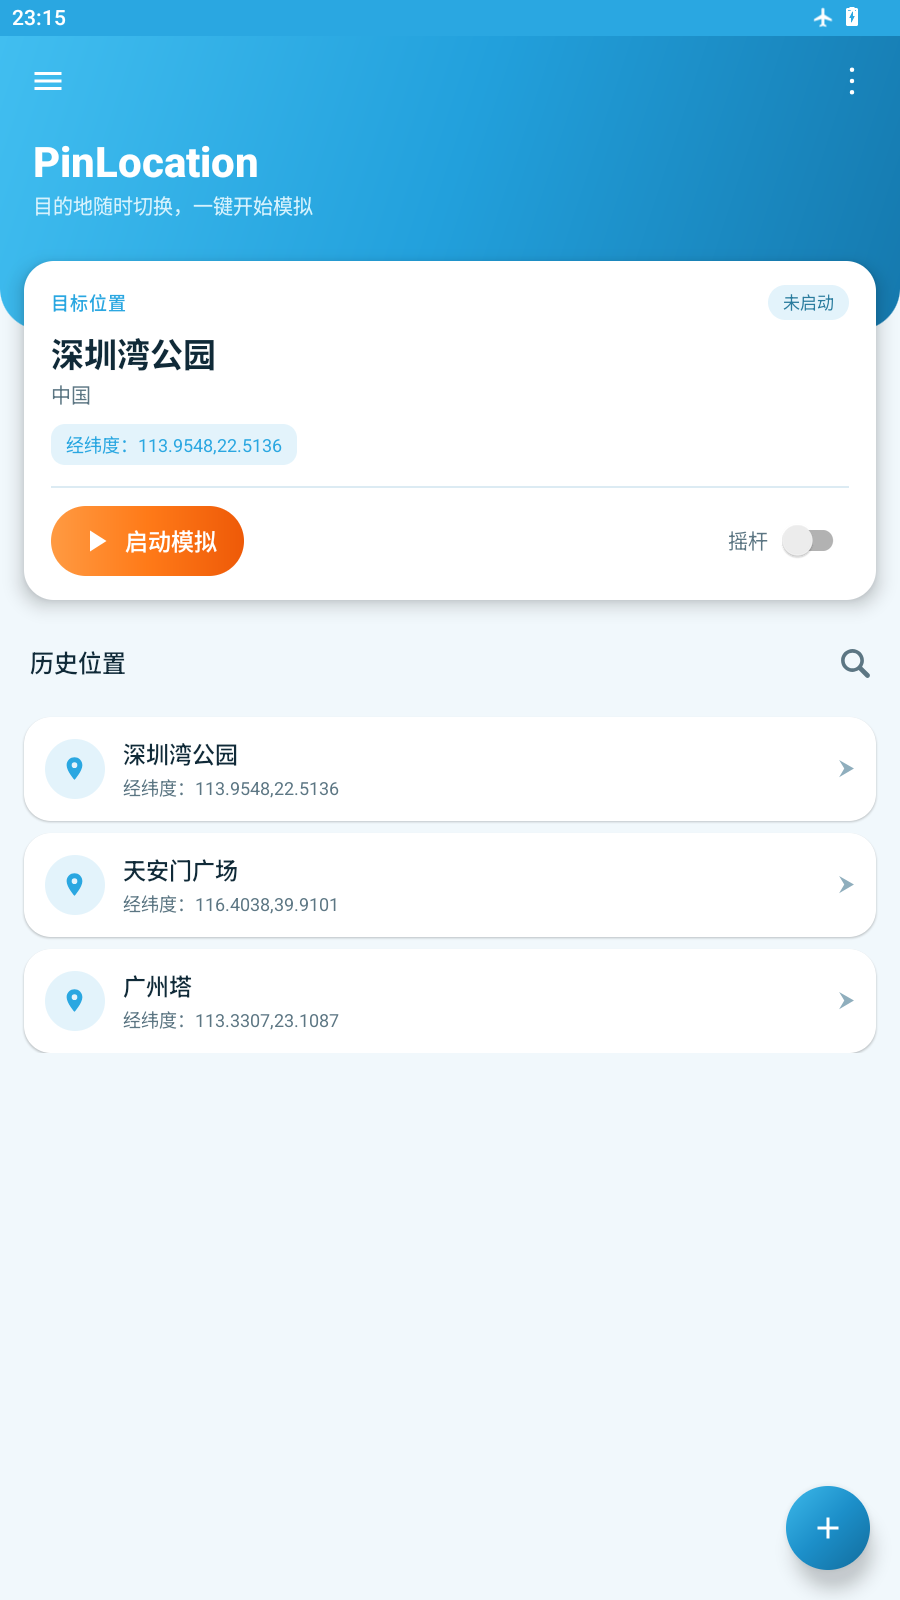 23:15
PinLocation
目的地随时切换，一键开始模拟
目标位置
未启动
深圳湾公园
中国
经纬度：113.9548,22.5136
启动模拟
摇杆
历史位置
深圳湾公园
经纬度：113.9548,22.5136
天安门广场
经纬度：116.4038,39.9101
广州塔
经纬度：113.3307,23.1087